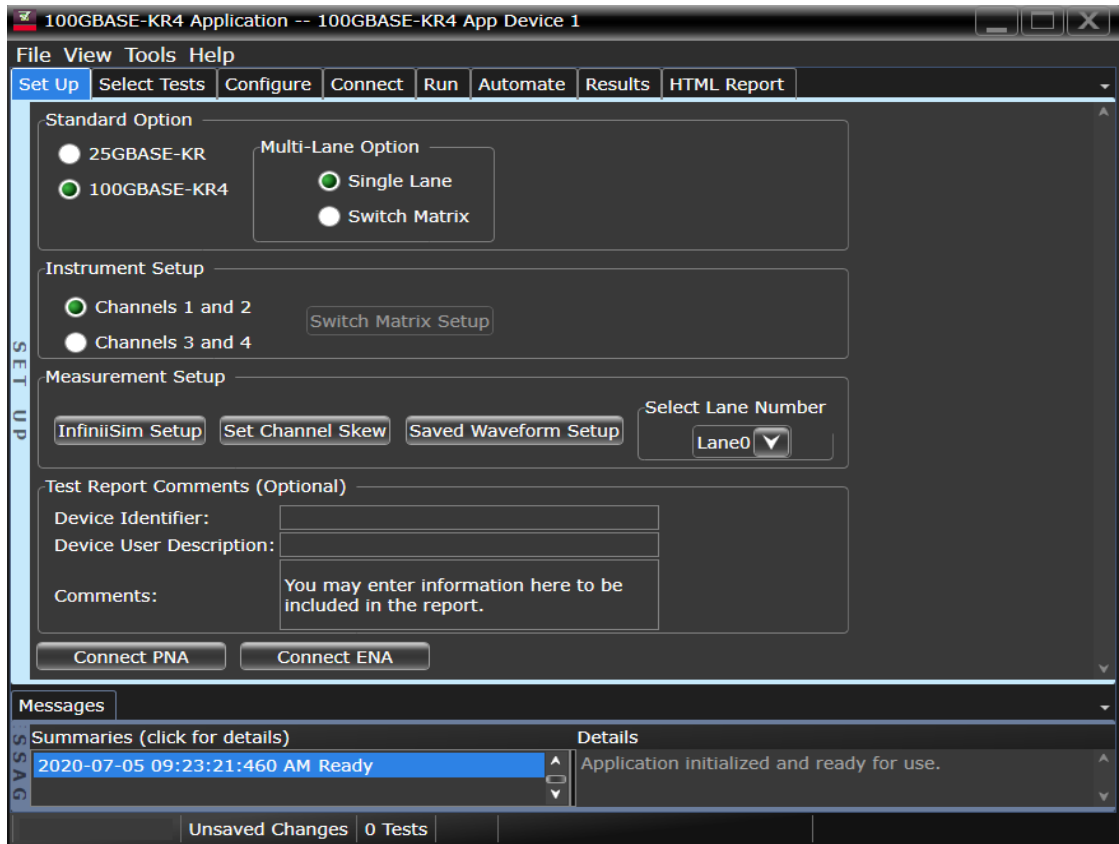 100GBASE-KR4 Application -- 100GBASE-KR4 App Device 1
File View Tools Help
Set Up Select Tests Configure Connect Run Automate Results HTML Report
SET UP
Standard Option
25GBASE-KR
100GBASE-KR4
Multi-Lane Option
Single Lane
Switch Matrix
Instrument Setup
Channels 1 and 2
Channels 3 and 4
Switch Matrix Setup
Measurement Setup
InfiniiSim Setup Set Channel Skew Saved Waveform Setup
Select Lane Number
Lane0
Test Report Comments (Optional)
Device Identifier:
Device User Description:
Comments:
You may enter information here to be
included in the report.
Connect PNA Connect ENA
Messages
SSAG
Summaries (click for details)
2020-07-05 09:23:21:460 AM Ready
Details
Application initialized and ready for use.
Unsaved Changes 0 Tests